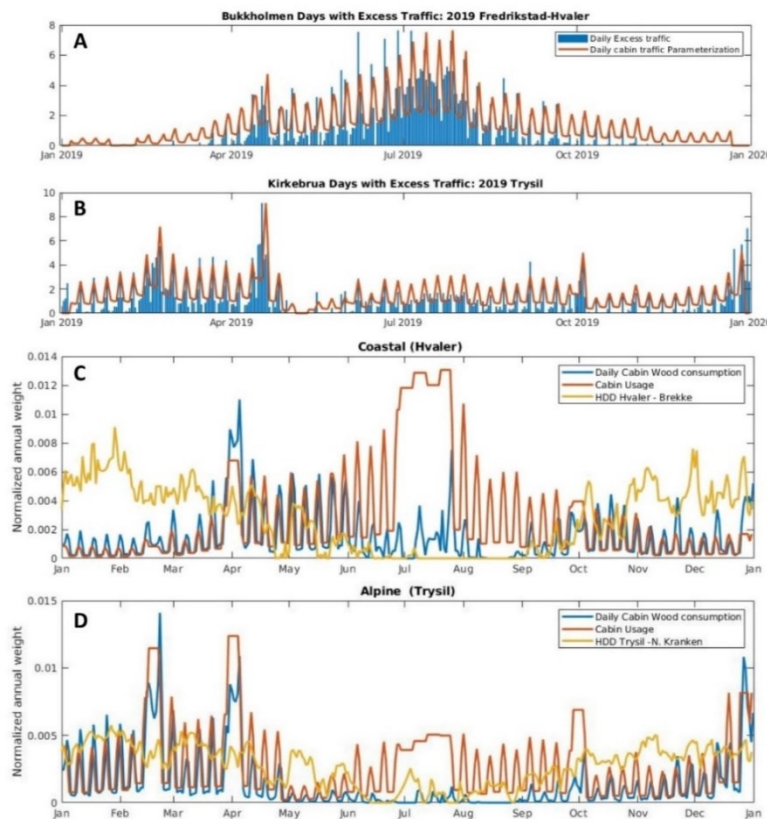 Bukkholmen Days with Excess Traffic: 2019 Fredrikstad-Hvaler
A
Daily Excess traffic
Daily cabin traffic Parameterization
8
6
4
2
0
Jan 2019 Apr 2019 Jul 2019 Oct 2019 Jan 2020
Kirkebrua Days with Excess Traffic: 2019 Trysil
B
10
8
6
4
2
0
Jan 2019 Apr 2019 Jul 2019 Oct 2019 Jan 2020
Coastal (Hvaler)
C
Daily Cabin Wood consumption
Cabin Usage
HDD Hvaler - Brekke
Normalized annual weight
0.014
0.012
0.01
0.008
0.006
0.004
0.002
0
Jan Feb Mar Apr May Jun Jul Aug Sep Oct Nov Dec Jan
Alpine (Trysil)
D
Daily Cabin Wood consumption
Cabin Usage
HDD Trysil -N. Kranken
Normalized annual weight
0.015
0.01
0.005
0
Jan Feb Mar Apr May Jun Jul Aug Sep Oct Nov Dec Jan